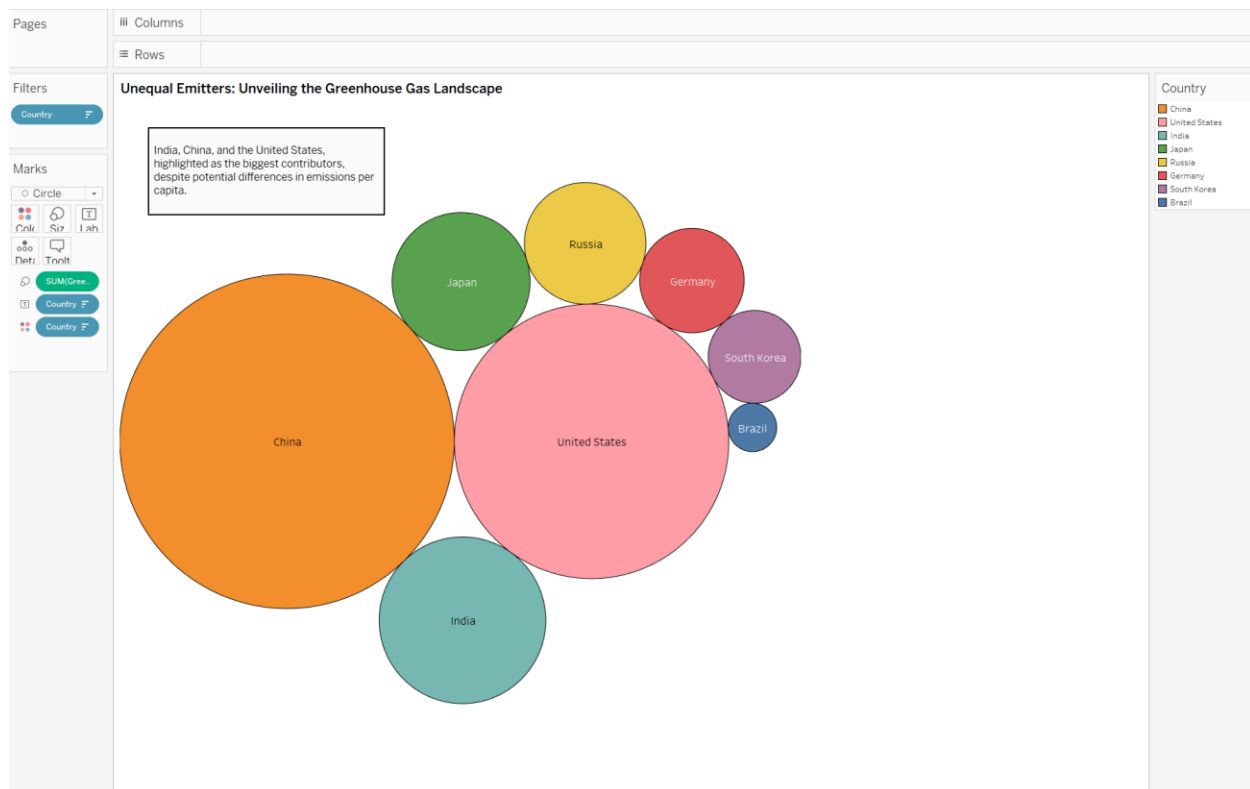 Pages
Columns
Rows
Filters
Country
Marks
Circle
Siz
T
Lab
Toolt
SUM(Gree..
T
Country
Country
Unequal Emitters: Unveiling the Greenhouse Gas Landscape
India, China, and the United States,
highlighted as the biggest contributors,
despite potential differences in emissions per
capita.
Russia
Japan
Germany
South Korea
Brazil
China
United States
India
Country
China
United States
India
Japan
Russia
Germany
South Korea
Brazil